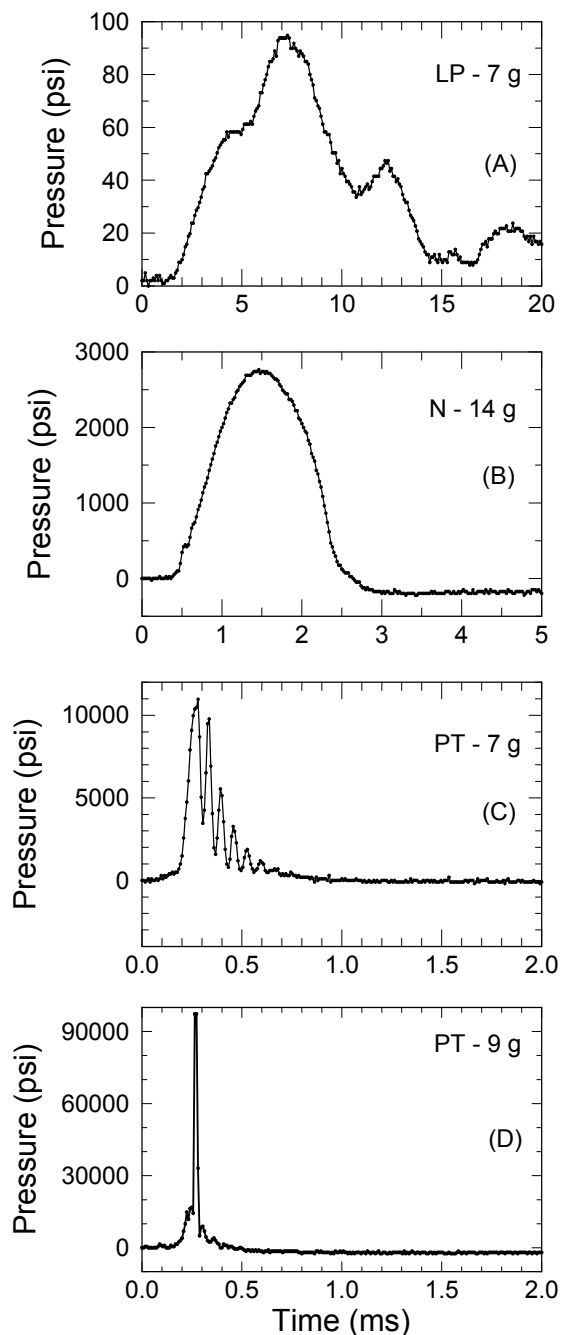 100
80
60
40
20
0
Pressure (psi)
LP - 7 g
(A)
0 5 10 15 20
3000
2000
1000
0
Pressure (psi)
N - 14 g
(B)
0 1 2 3 4 5
10000
5000
0
Pressure (psi)
PT - 7 g
(C)
0.0 0.5 1.0 1.5 2.0
90000
60000
30000
0
Pressure (psi)
PT - 9 g
(D)
0.0 0.5 1.0 1.5 2.0
Time (ms)